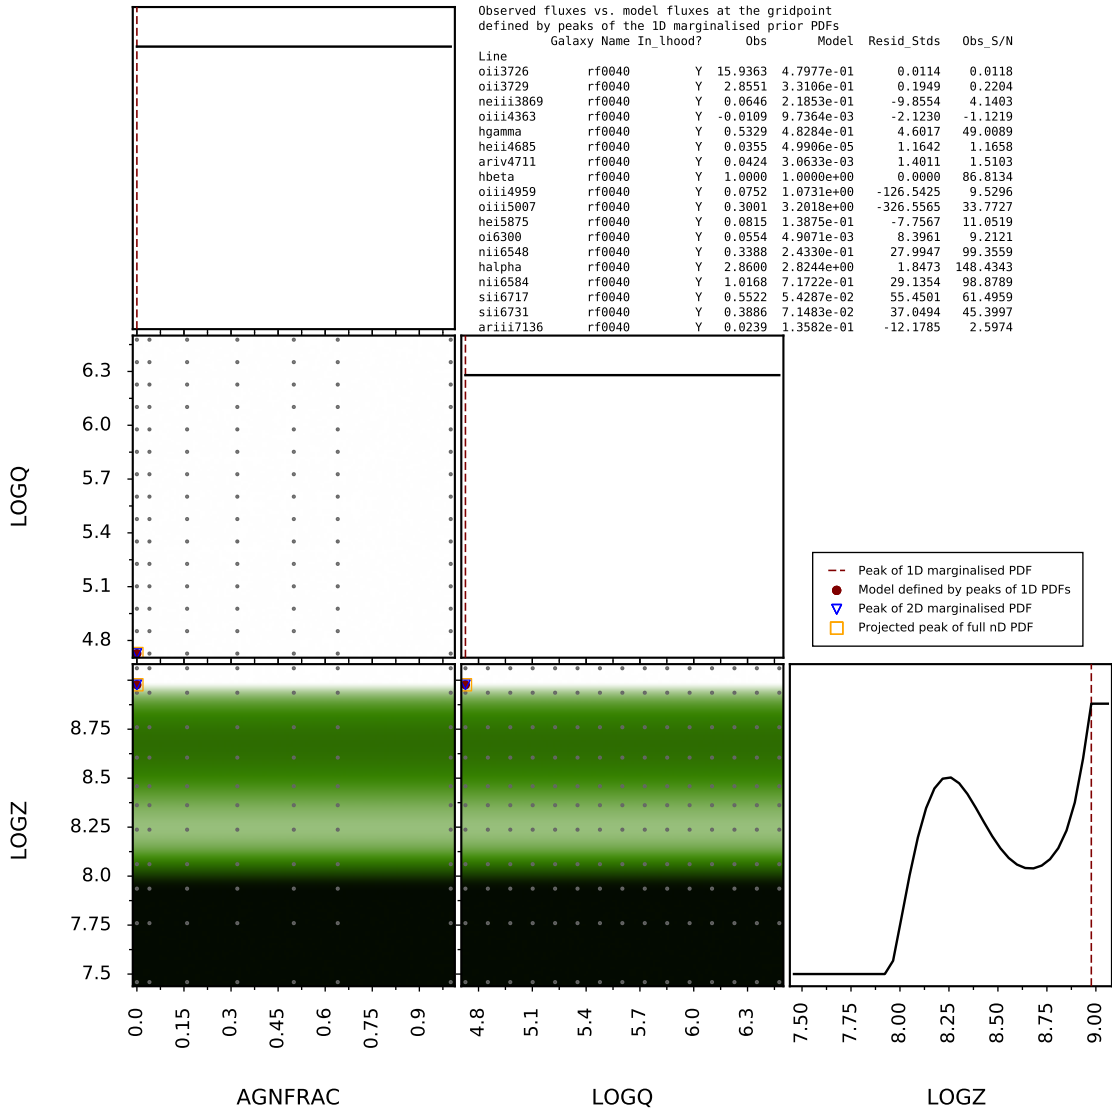 Observed fluxes vs. model fluxes at the gridpoint
defined by peaks of the 1D marginalised prior PDFs
Galaxy Name In_lhood? Obs Model Resid_Stds Obs_S/N
Line
oii3726 rf0040 Y 15.9363 4.7977e-01 0.0114 0.0118
oii3729 rf0040 Y 2.8551 3.3106e-01 0.1949 0.2204
neiii3869 rf0040 Y 0.0646 2.1853e-01 -9.8554 4.1403
oiii4363 rf0040 Y -0.0109 9.7364e-03 -2.1230 -1.1219
hgamma rf0040 Y 0.5329 4.8284e-01 4.6017 49.0089
heii4685 rf0040 Y 0.0355 4.9906e-05 1.1642 1.1658
ariv4711 rf0040 Y 0.0424 3.0633e-03 1.4011 1.5103
hbeta rf0040 Y 1.0000 1.0000e+00 0.0000 86.8134
oiii4959 rf0040 Y 0.0752 1.0731e+00 -126.5425 9.5296
oiii5007 rf0040 Y 0.3001 3.2018e+00 -326.5565 33.7727
hei5875 rf0040 Y 0.0815 1.3875e-01 -7.7567 11.0519
oi6300 rf0040 Y 0.0554 4.9071e-03 8.3961 9.2121
nii6548 rf0040 Y 0.3388 2.4330e-01 27.9947 99.3559
halpha rf0040 Y 2.8600 2.8244e+00 1.8473 148.4343
nii6584 rf0040 Y 1.0168 7.1722e-01 29.1354 98.8789
sii6717 rf0040 Y 0.5522 5.4287e-02 55.4501 61.4959
sii6731 rf0040 Y 0.3886 7.1483e-02 37.0494 45.3997
ariii7136 rf0040 Y 0.0239 1.3582e-01 -12.1785 2.5974
LOGQ
6.3
6.0
5.7
5.4
5.1
4.8
Peak of 1D marginalised PDF
Model defined by peaks of 1D PDFs
Peak of 2D marginalised PDF
Projected peak of full nD PDF
LOGZ
8.75
8.5
8.25
8.0
7.75
7.5
0.0 0.15 0.3 0.45 0.6 0.75 0.9
4.8 5.1 5.4 5.7 6.0 6.3
7.50 7.75 8.00 8.25 8.50 8.75 9.00
AGNFRAC LOGQ LOGZ